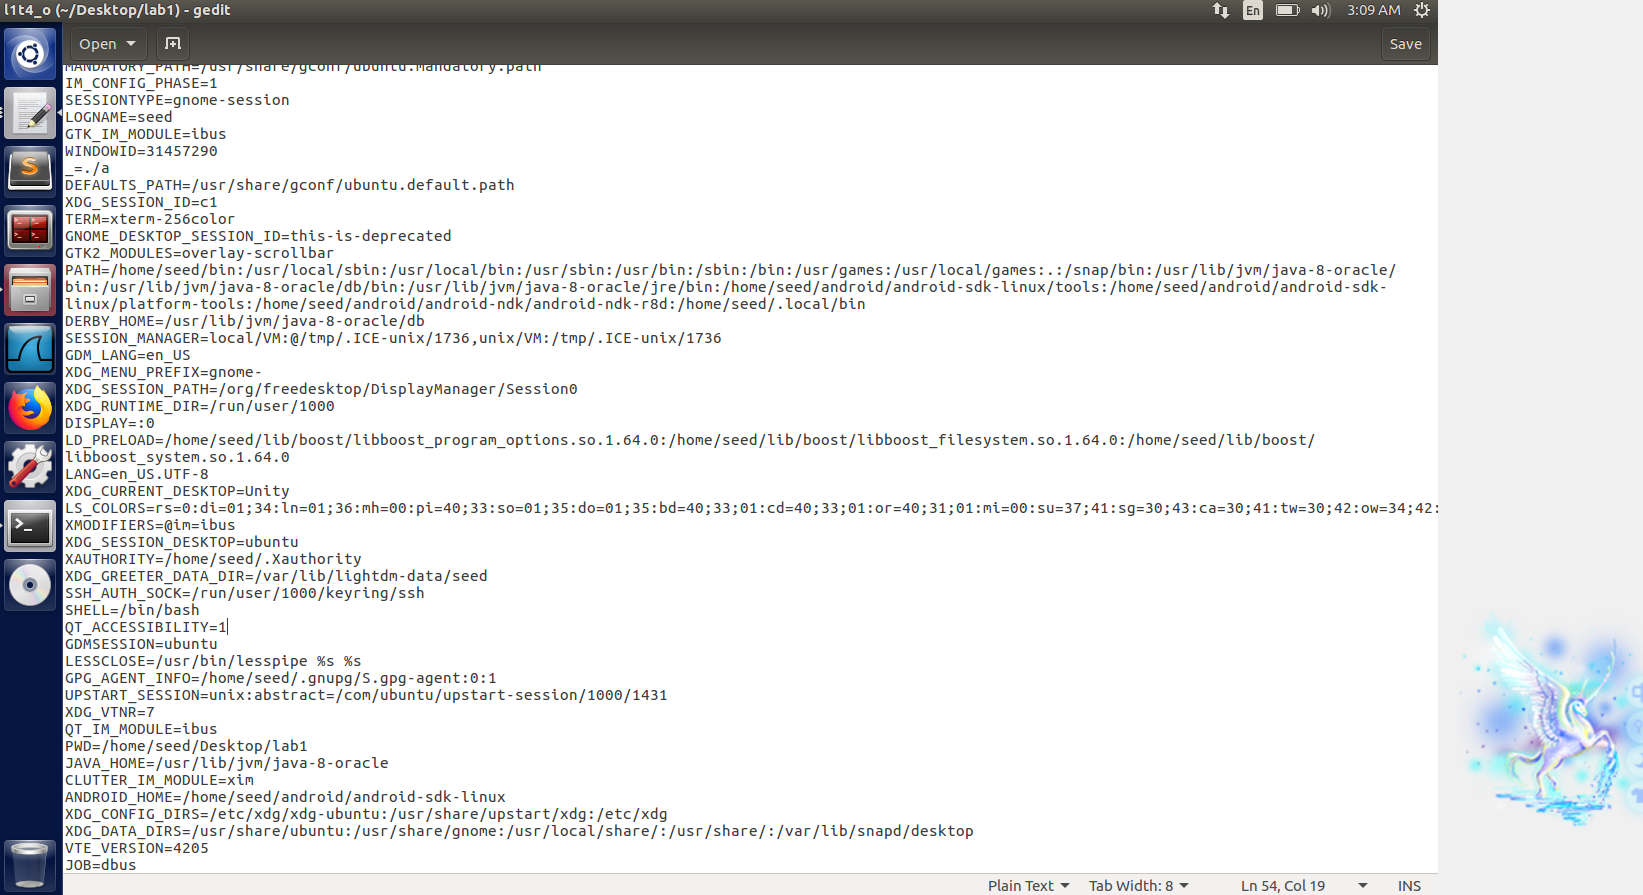 l1t4_o (~/Desktop/lab1) - gedit
En
3:09 AM
Open
Save
MANDATORY_PATH=/usr/share/gconf/ubuntu.mandatory.path
IM_CONFIG_PHASE=1
SESSIONTYPE=gnome-session
LOGNAME=seed
GTK_IM_MODULE=ibus
WINDOWID=31457290
_=./a
DEFAULTS_PATH=/usr/share/gconf/ubuntu.default.path
XDG_SESSION_ID=c1
TERM=xterm-256color
GNOME_DESKTOP_SESSION_ID=this-is-deprecated
GTK2_MODULES=overlay-scrollbar
PATH=/home/seed/bin:/usr/local/sbin:/usr/local/bin:/usr/sbin:/usr/bin:/sbin:/bin:/usr/games:/usr/local/games:.:/snap/bin:/usr/lib/jvm/java-8-oracle/
bin:/usr/lib/jvm/java-8-oracle/db/bin:/usr/lib/jvm/java-8-oracle/jre/bin:/home/seed/android/android-sdk-linux/tools:/home/seed/android/android-sdk-
linux/platform-tools:/home/seed/android/android-ndk/android-ndk-r8d:/home/seed/.local/bin
DERBY_HOME=/usr/lib/jvm/java-8-oracle/db
SESSION_MANAGER=local/VM:@/tmp/.ICE-unix/1736,unix/VM:/tmp/.ICE-unix/1736
GDM_LANG=en_US
XDG_MENU_PREFIX=gnome-
XDG_SESSION_PATH=/org/freedesktop/DisplayManager/Session0
XDG_RUNTIME_DIR=/run/user/1000
DISPLAY=:0
LD_PRELOAD=/home/seed/lib/boost/libboost_program_options.so.1.64.0:/home/seed/lib/boost/libboost_filesystem.so.1.64.0:/home/seed/lib/boost/
libboost_system.so.1.64.0
LANG=en_US.UTF-8
XDG_CURRENT_DESKTOP=Unity
LS_COLORS=rs=0:di=01;34:ln=01;36:mh=00:pi=40;33:so=01;35:do=01;35:bd=40;33;01:cd=40;33;01:or=40;31;01:mi=00:su=37;41:sg=30;43:ca=30;41:tw=30;42:ow=34;42:
XMODIFIERS=@im=ibus
XDG_SESSION_DESKTOP=ubuntu
XAUTHORITY=/home/seed/.Xauthority
XDG_GREETER_DATA_DIR=/var/lib/lightdm-data/seed
SSH_AUTH_SOCK=/run/user/1000/keyring/ssh
SHELL=/bin/bash
QT_ACCESSIBILITY=1
GDMSESSION=ubuntu
LESSCLOSE=/usr/bin/lesspipe %s %s
GPG_AGENT_INFO=/home/seed/.gnupg/S.gpg-agent:0:1
UPSTART_SESSION=unix:abstract=/com/ubuntu/upstart-session/1000/1431
XDG_VTNR=7
QT_IM_MODULE=ibus
PWD=/home/seed/Desktop/lab1
JAVA_HOME=/usr/lib/jvm/java-8-oracle
CLUTTER_IM_MODULE=xim
ANDROID_HOME=/home/seed/android/android-sdk-linux
XDG_CONFIG_DIRS=/etc/xdg/xdg-ubuntu:/usr/share/upstart/xdg:/etc/xdg
XDG_DATA_DIRS=/usr/share/ubuntu:/usr/share/gnome:/usr/local/share/:/usr/share/:/var/lib/snapd/desktop
VTE_VERSION=4205
JOB=dbus
Plain Text
Tab Width: 8
Ln 54, Col 19
INS